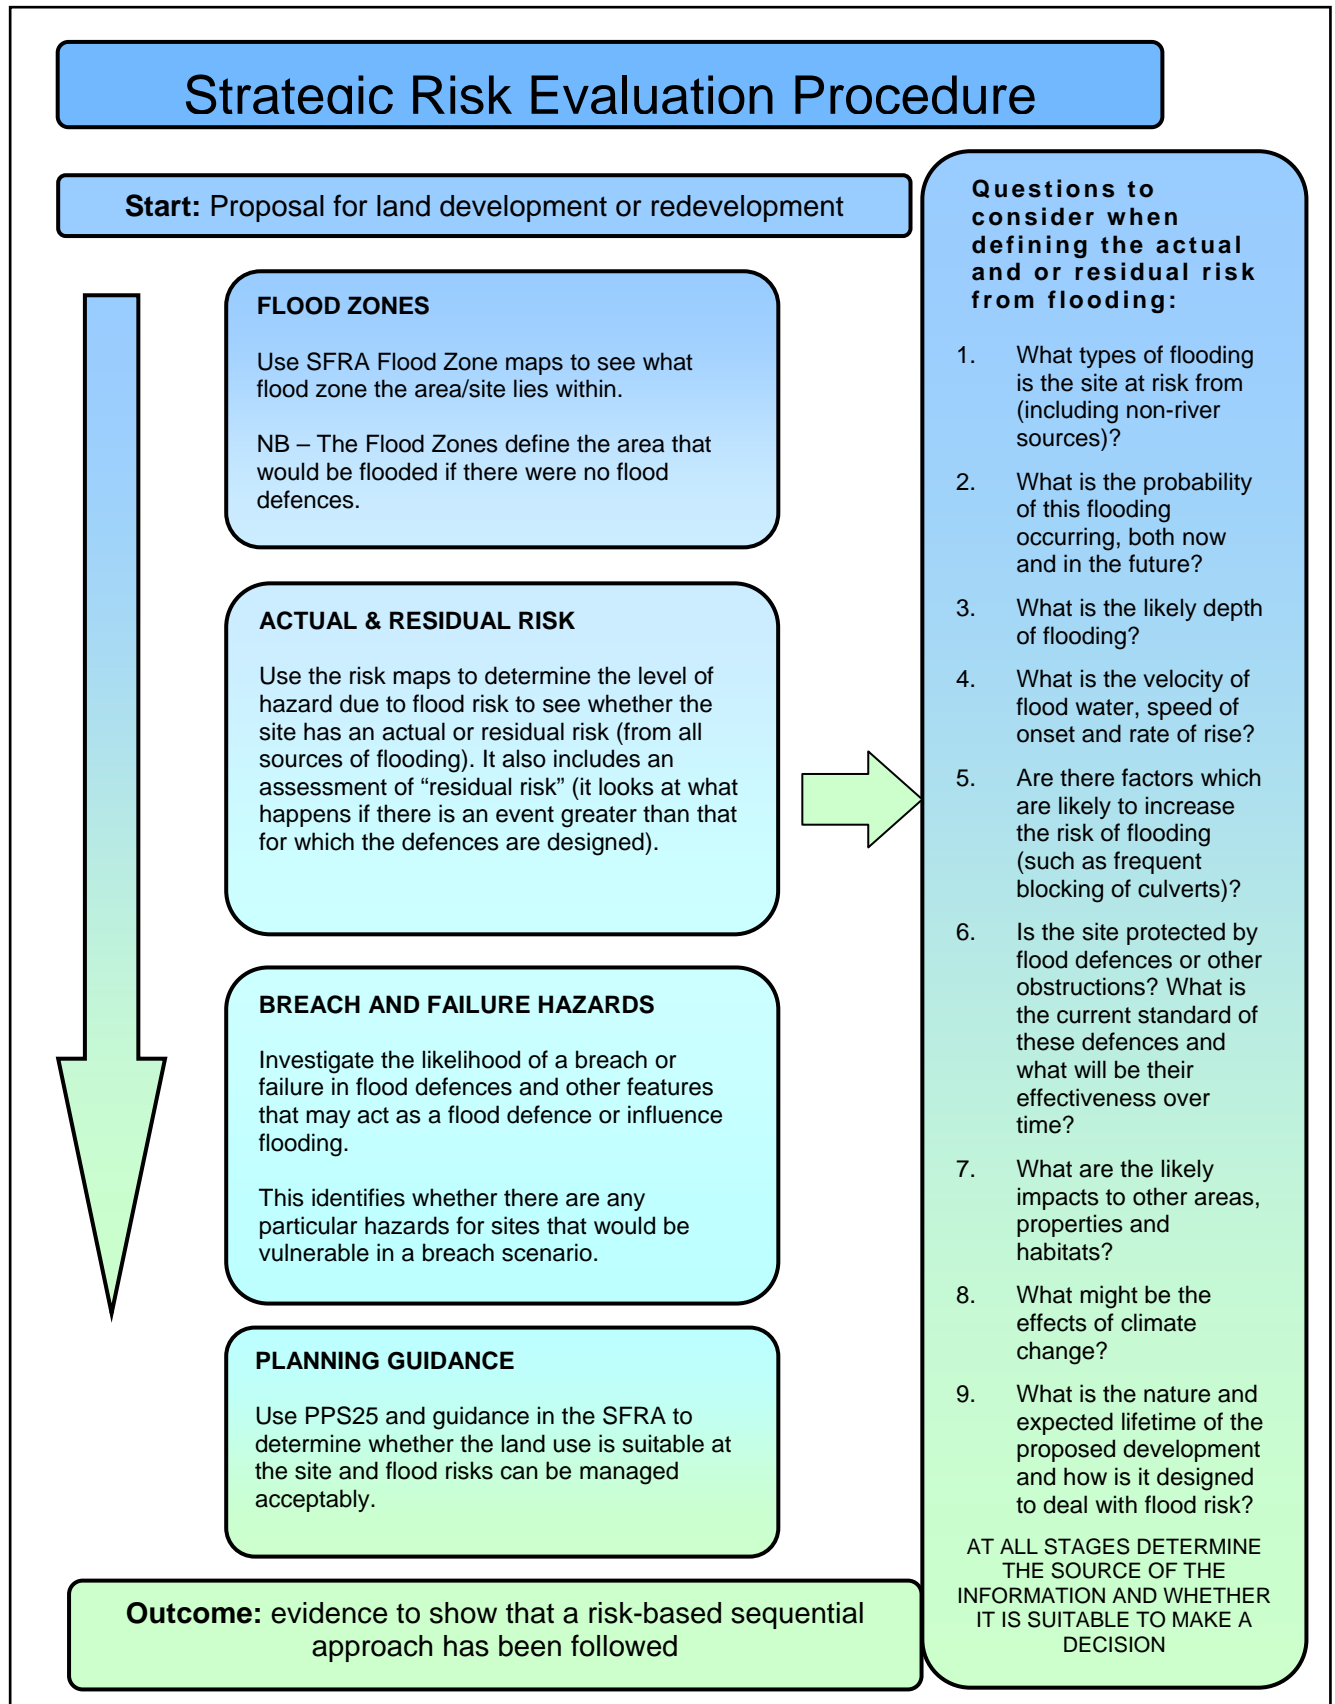 Strategic Risk Evaluation Procedure
Start: Proposal for land development or redevelopment
FLOOD ZONES
Use SFRA Flood Zone maps to see what
flood zone the area/site lies within.
NB – The Flood Zones define the area that
would be flooded if there were no flood
defences.
ACTUAL & RESIDUAL RISK
Use the risk maps to determine the level of
hazard due to flood risk to see whether the
site has an actual or residual risk (from all
sources of flooding). It also includes an
assessment of “residual risk” (it looks at what
happens if there is an event greater than that
for which the defences are designed).
BREACH AND FAILURE HAZARDS
Investigate the likelihood of a breach or
failure in flood defences and other features
that may act as a flood defence or influence
flooding.
This identifies whether there are any
particular hazards for sites that would be
vulnerable in a breach scenario.
PLANNING GUIDANCE
Use PPS25 and guidance in the SFRA to
determine whether the land use is suitable at
the site and flood risks can be managed
acceptably.
Outcome: evidence to show that a risk-based sequential
approach has been followed
Questions to
consider when
defining the actual
and or residual risk
from flooding:
1. What types of flooding
is the site at risk from
(including non-river
sources)?
2. What is the probability
of this flooding
occurring, both now
and in the future?
3. What is the likely depth
of flooding?
4. What is the velocity of
flood water, speed of
onset and rate of rise?
5. Are there factors which
are likely to increase
the risk of flooding
(such as frequent
blocking of culverts)?
6. Is the site protected by
flood defences or other
obstructions? What is
the current standard of
these defences and
what will be their
effectiveness over
time?
7. What are the likely
impacts to other areas,
properties and
habitats?
8. What might be the
effects of climate
change?
9. What is the nature and
expected lifetime of the
proposed development
and how is it designed
to deal with flood risk?
AT ALL STAGES DETERMINE
THE SOURCE OF THE
INFORMATION AND WHETHER
IT IS SUITABLE TO MAKE A
DECISION